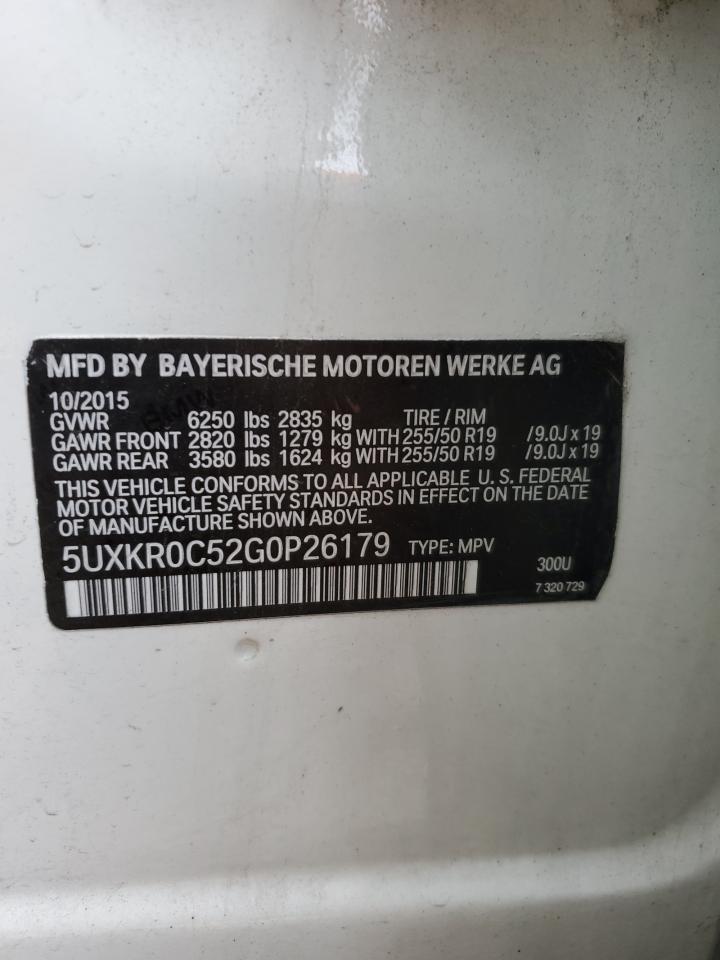 MFD BY BAYERISCHE MOTOREN WERKE AG
10/2015
GVWR 6250 lbs 2835 kg TIRE / RIM
GAWR FRONT 2820 lbs 1279 kg WITH 255/50 R19 /9.0J x 19
GAWR REAR 3580 lbs 1624 kg WITH 255/50 R19 /9.0J x 19
THIS VEHICLE CONFORMS TO ALL APPLICABLE U. S. FEDERAL
MOTOR VEHICLE SAFETY STANDARDS IN EFFECT ON THE DATE
OF MANUFACTURE SHOWN ABOVE.
5UXKR0C52G0P26179 TYPE: MPV
300U
7 320 729